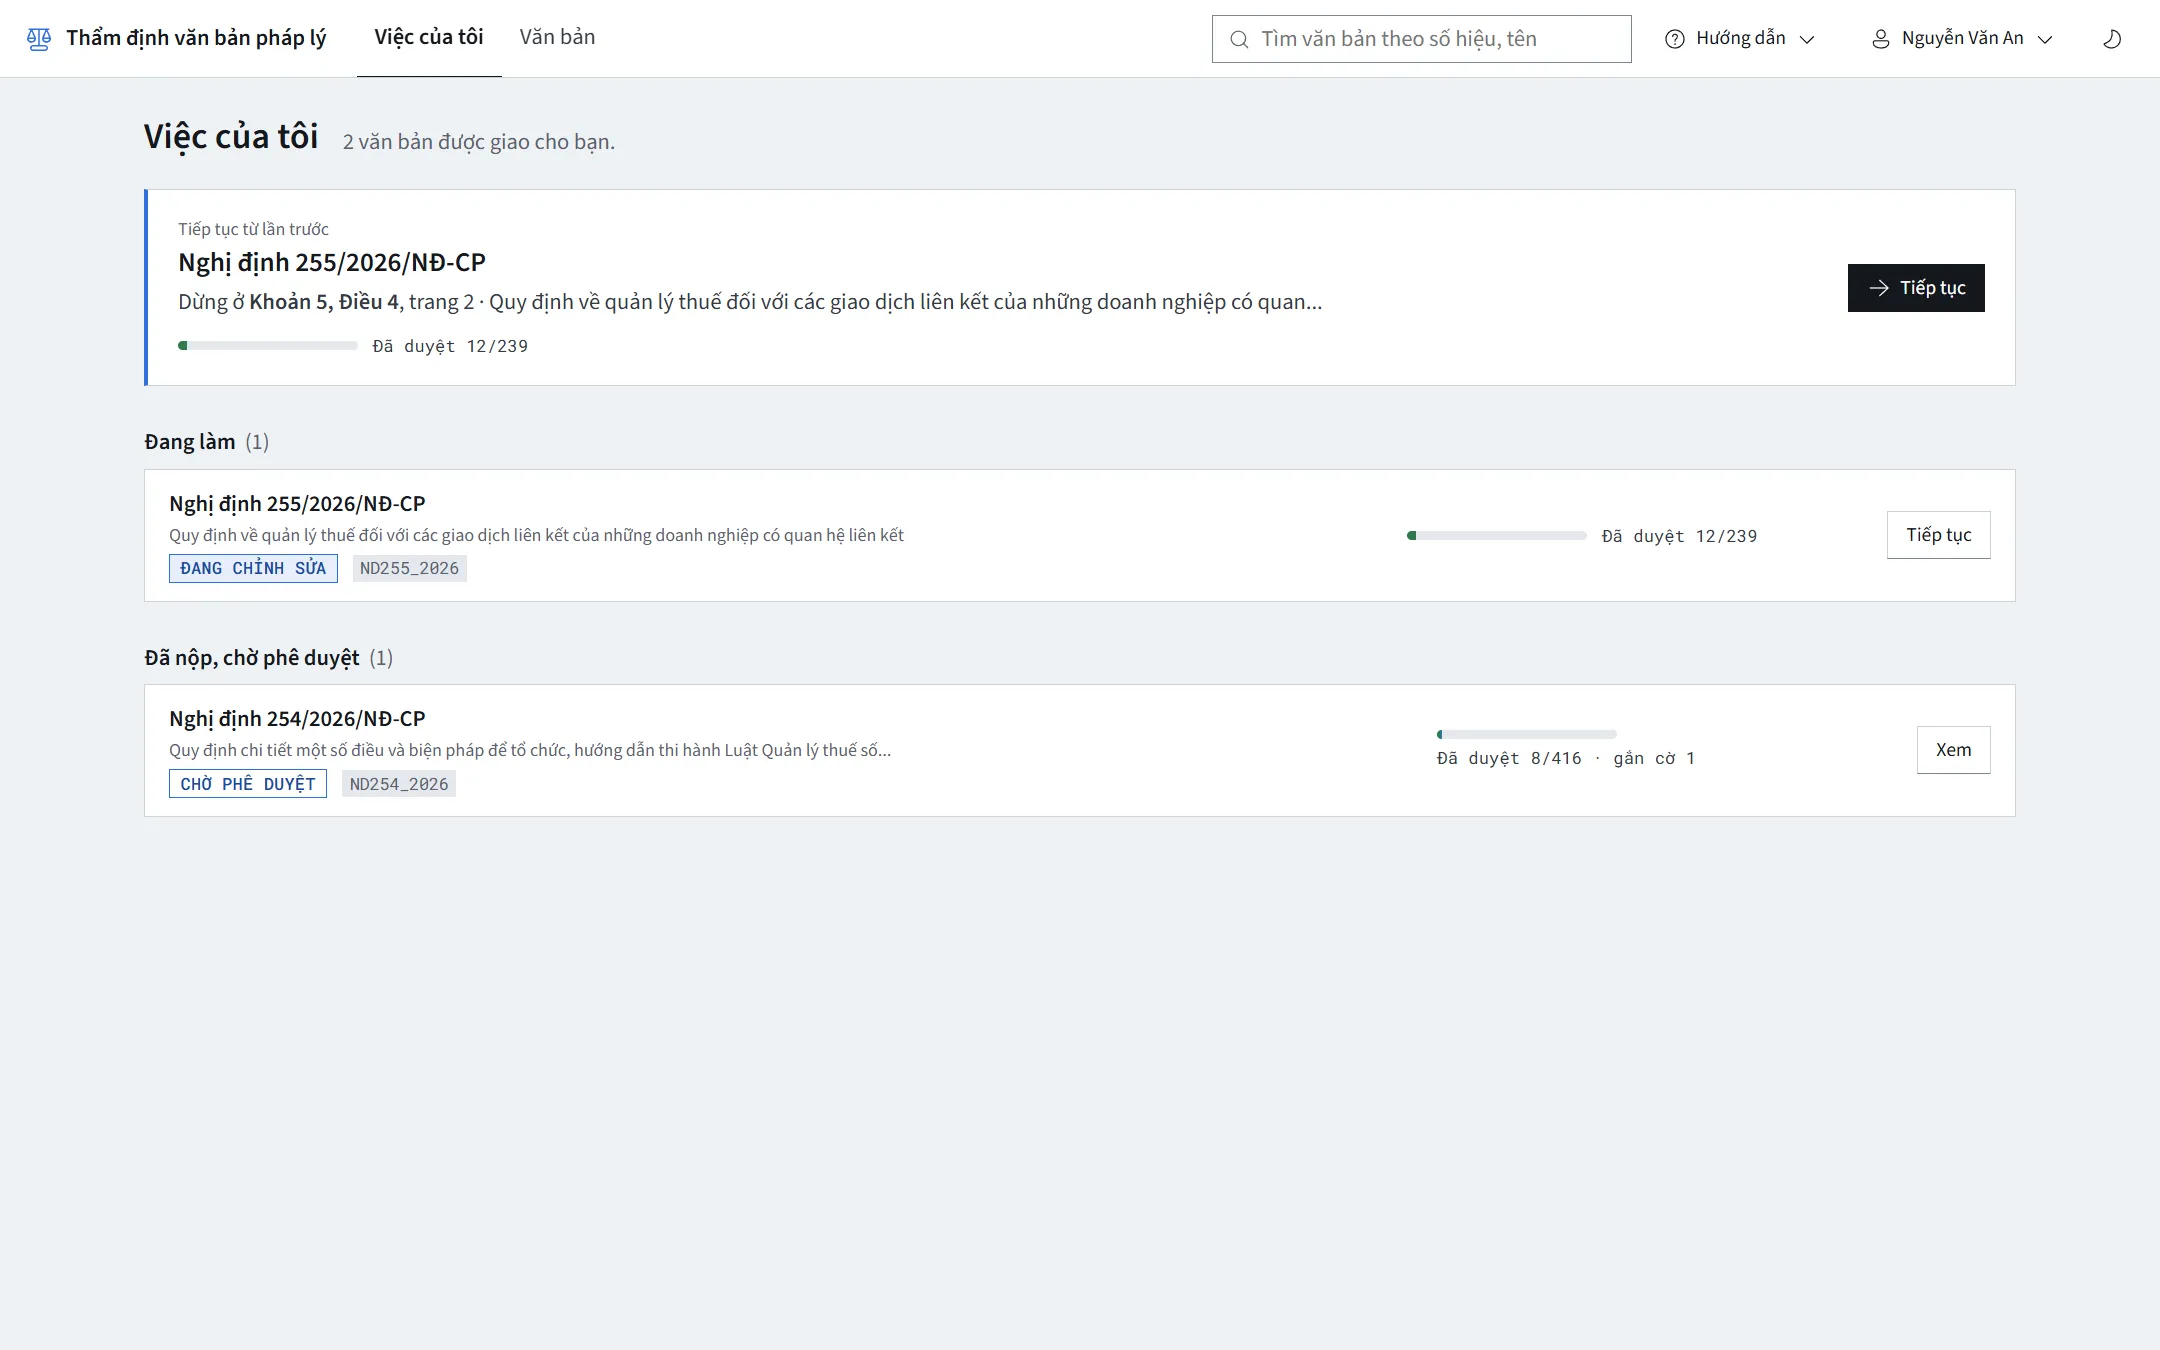 Thẩm định văn bản pháp lý
Việc của tôi
Văn bản
Tìm văn bản theo số hiệu, tên
Hướng dẫn
Nguyễn Văn An
Việc của tôi
2 văn bản được giao cho bạn.
Tiếp tục từ lần trước
Nghị định 255/2026/NĐ-CP
Dừng ở Khoản 5, Điều 4, trang 2 · Quy định về quản lý thuế đối với các giao dịch liên kết của những doanh nghiệp có quan...
Đã duyệt 12/239
Tiếp tục
Đang làm (1)
Nghị định 255/2026/NĐ-CP
Quy định về quản lý thuế đối với các giao dịch liên kết của những doanh nghiệp có quan hệ liên kết
ĐANG CHỈNH SỬA ND255_2026
Đã duyệt 12/239
Tiếp tục
Đã nộp, chờ phê duyệt (1)
Nghị định 254/2026/NĐ-CP
Quy định chi tiết một số điều và biện pháp để tổ chức, hướng dẫn thi hành Luật Quản lý thuế số...
CHỜ PHÊ DUYỆT ND254_2026
Đã duyệt 8/416 · gắn cờ 1
Xem